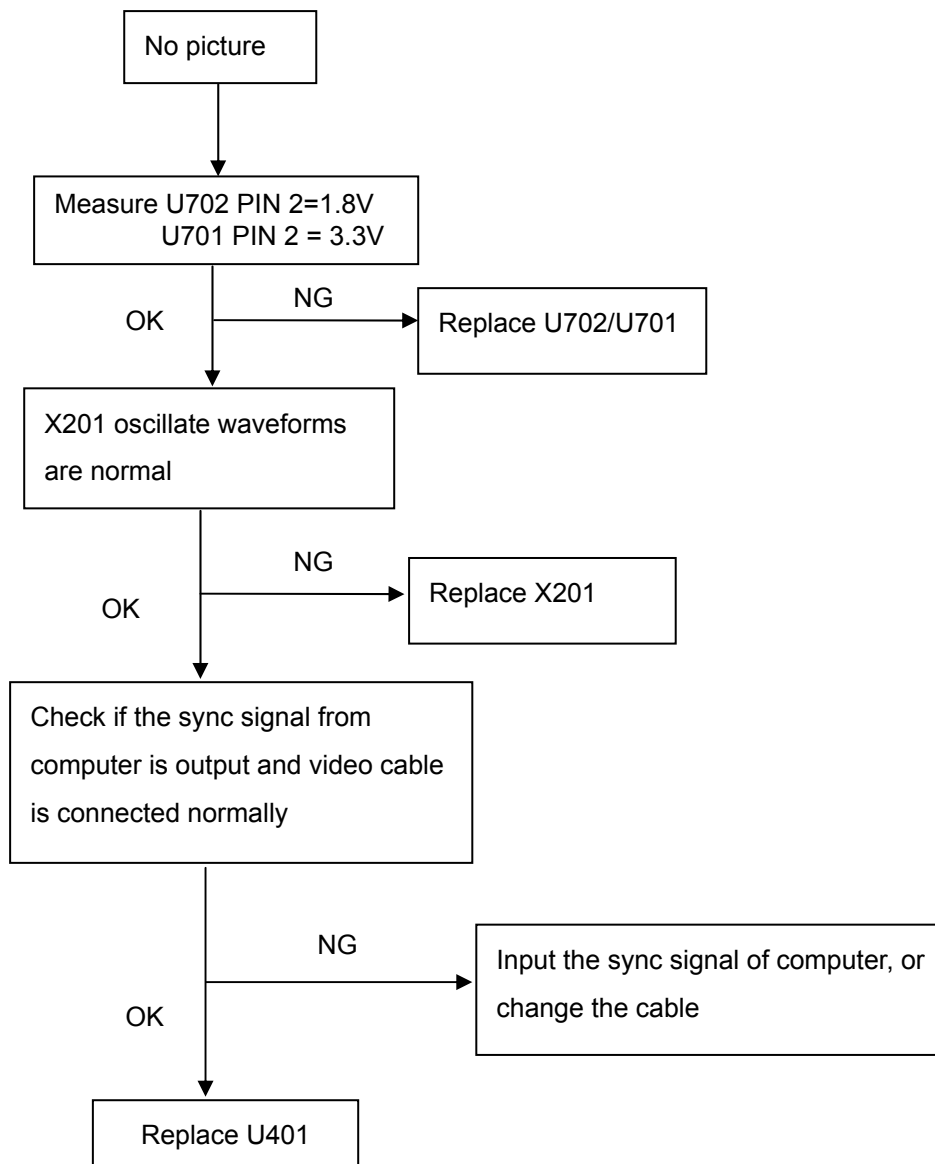 No picture
Measure U702 PIN 2=1.8V
U701 PIN 2 = 3.3V
NG
OK
Replace U702/U701
X201 oscillate waveforms
are normal
NG
OK
Replace X201
Check if the sync signal from
computer is output and video cable
is connected normally
NG
OK
Input the sync signal of computer, or
change the cable
Replace U401